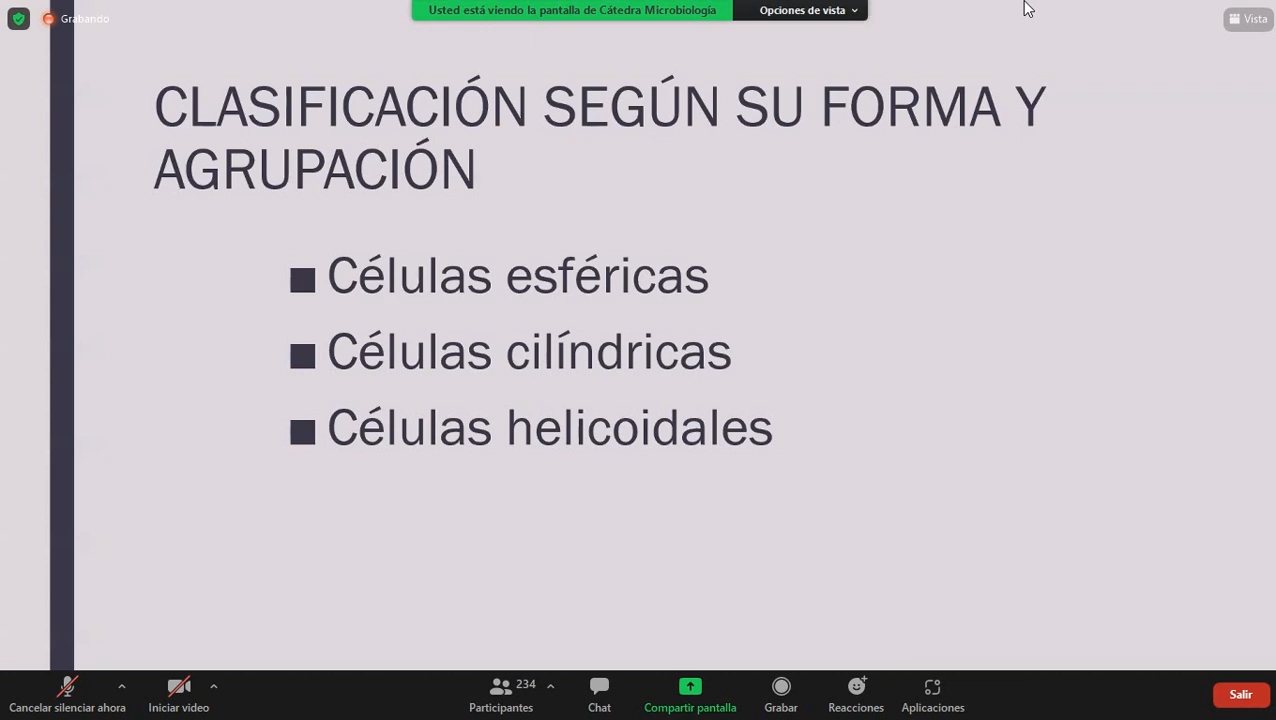 Grabando
Usted está viendo la pantalla de Cátedra Microbiología
Opciones de vista
Vista
CLASIFICACIÓN SEGÚN SU FORMA Y
AGRUPACIÓN
■ Células esféricas
■ Células cilíndricas
■ Células helicoidales
Cancelar silenciar ahora
Iniciar video
234
Participantes
Chat
Compartir pantalla
Grabar
Reacciones
Aplicaciones
Salir